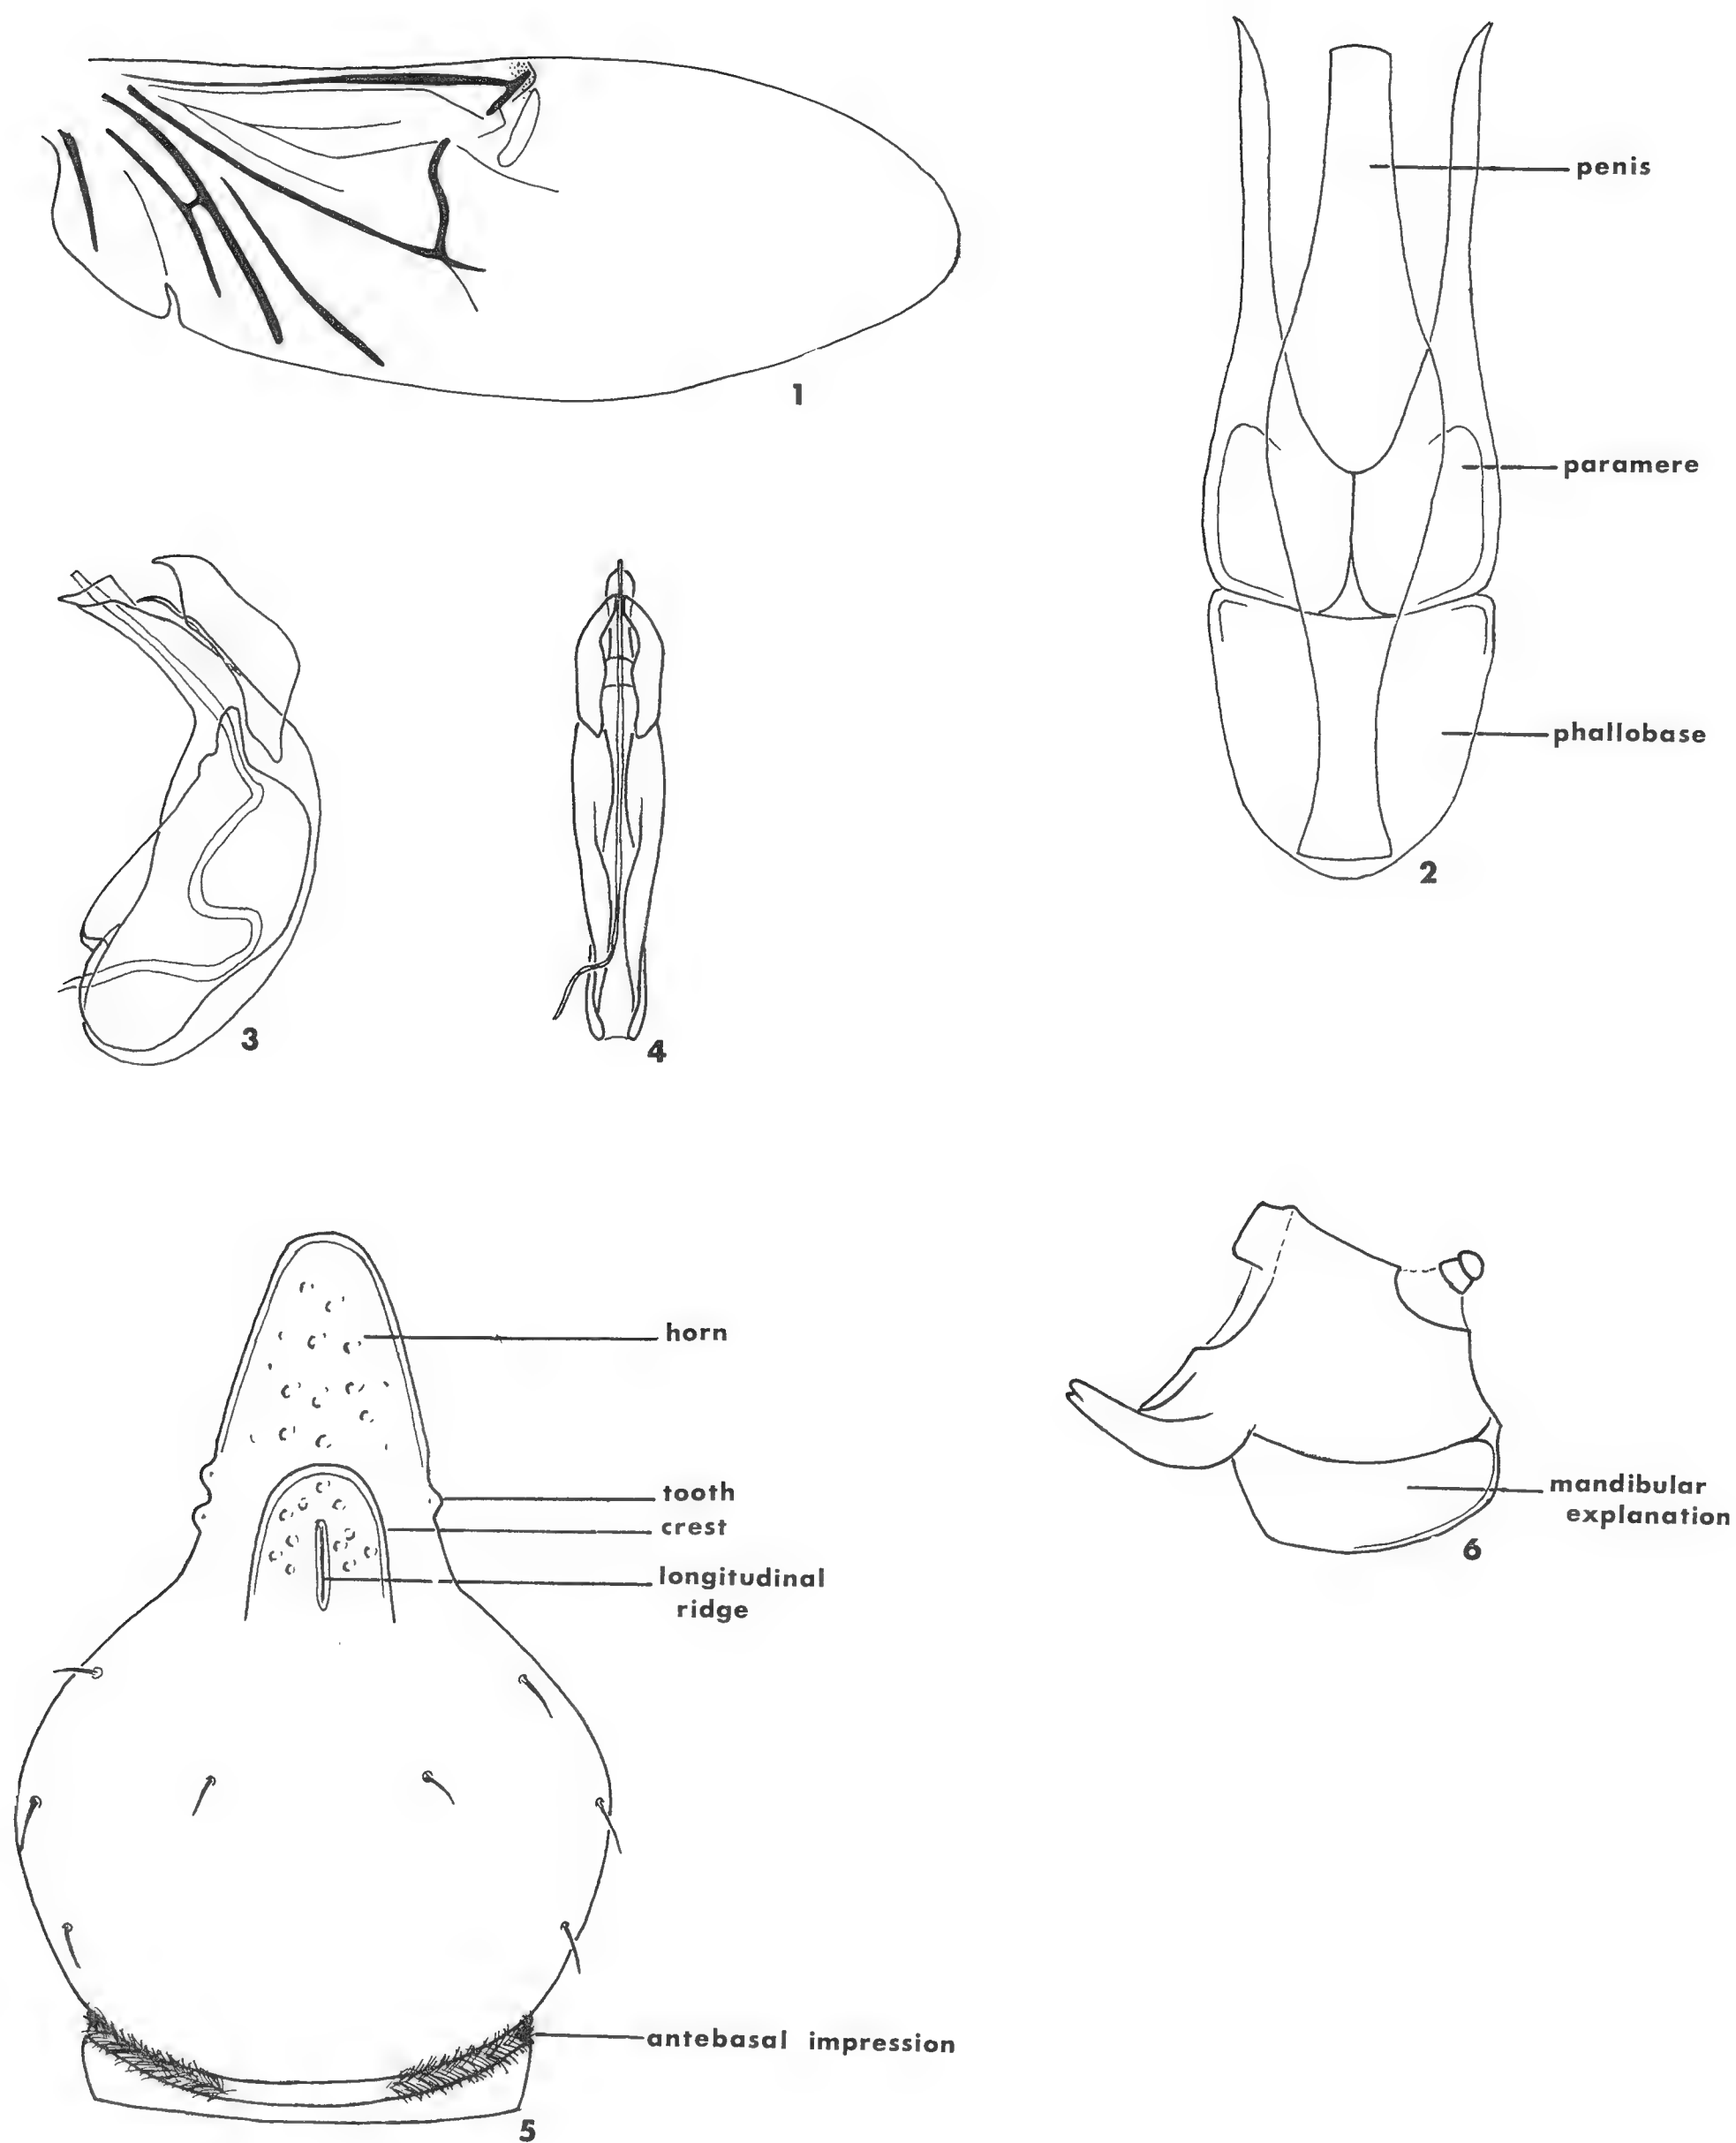 1
penis
paramere
phallobase
2
3
4
horn
tooth
crest
longitudinal
ridge
antebasal impression
5
mandibular
explanation
6